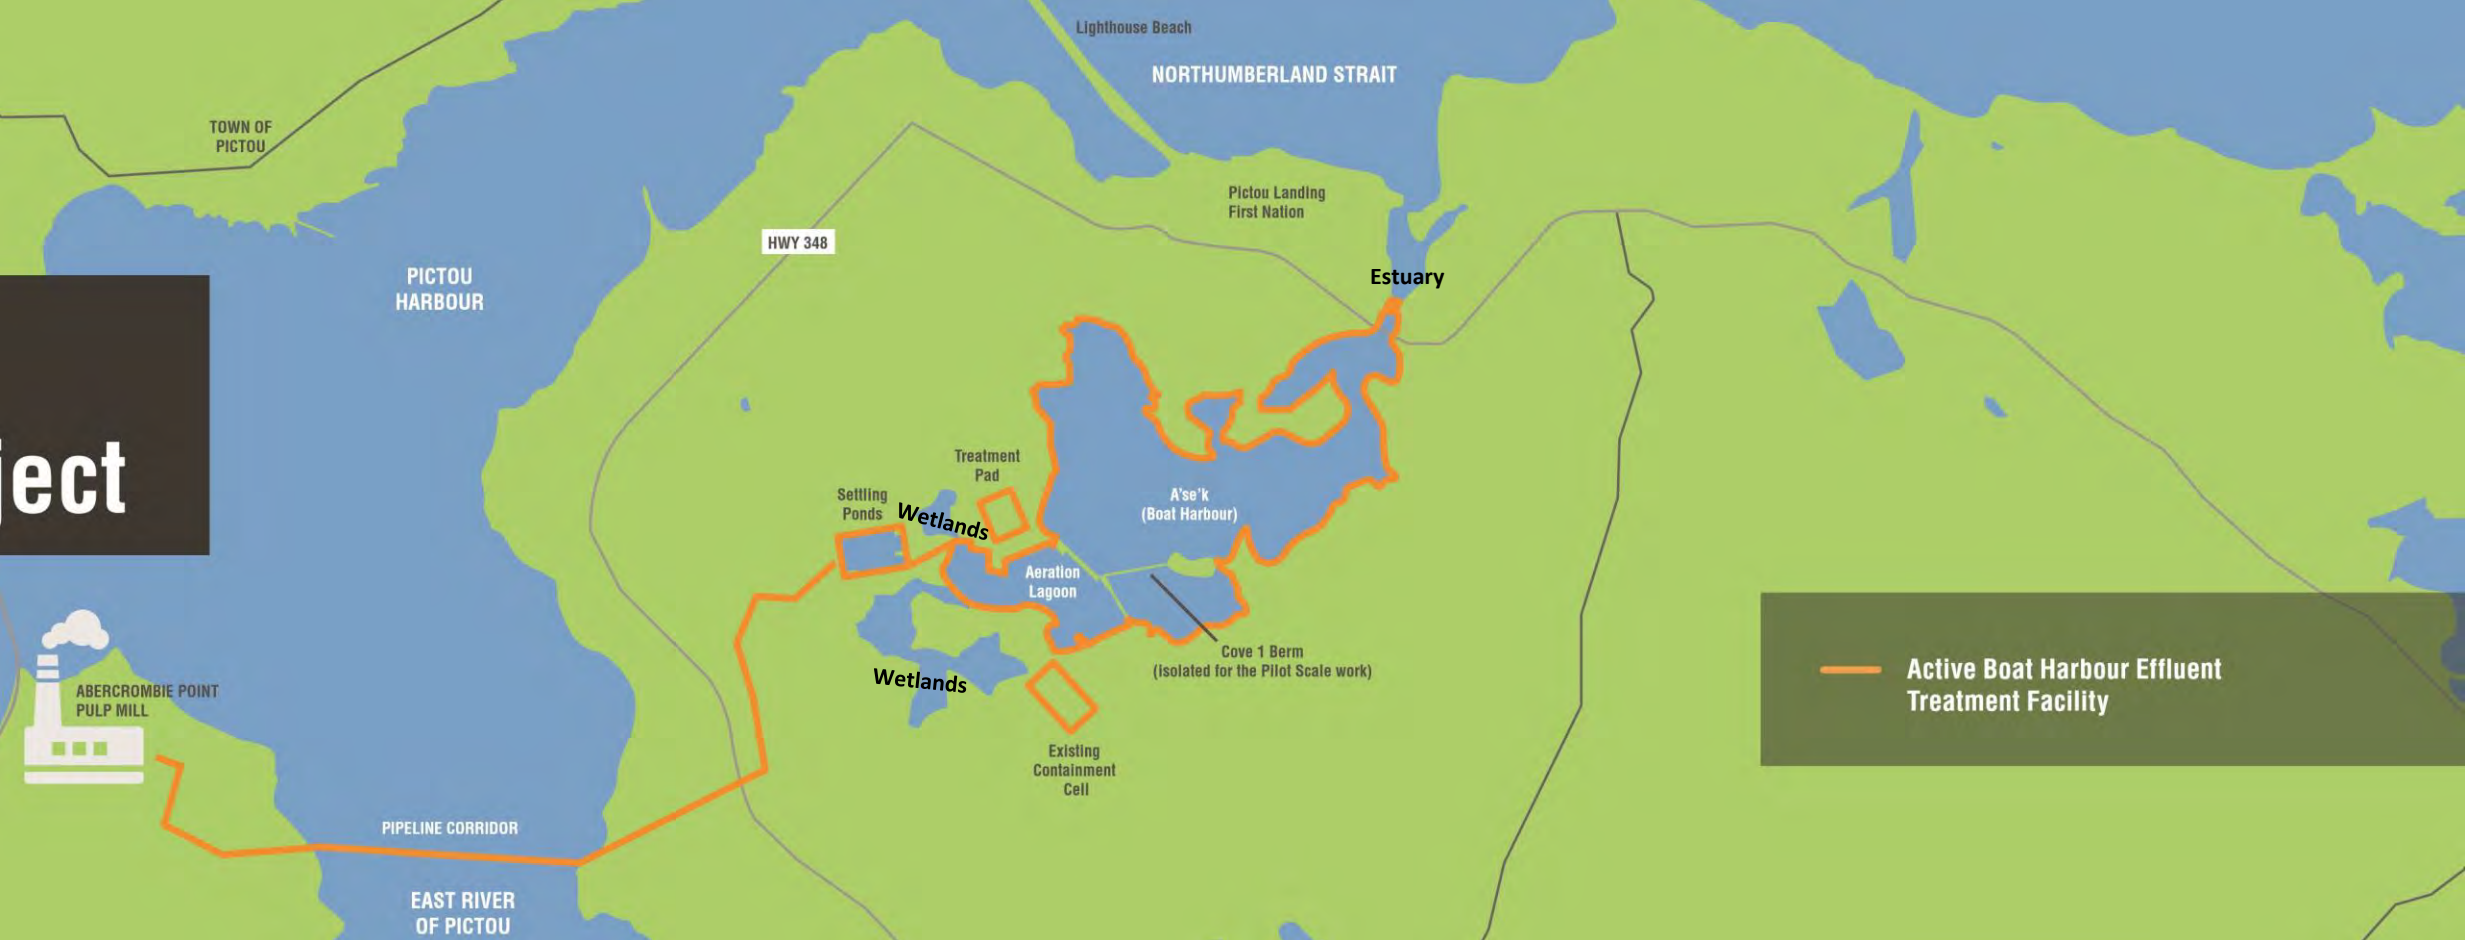 Lighthouse Beach
NORTHUMBERLAND STRAIT
TOWN OF
PICTOU
Pictou Landing
First Nation
HWY 348
PICTOU
HARBOUR
Estuary
ject
Treatment
Pad
Settling
Ponds
Wetlands
A'se'k
(Boat Harbour)
Aeration
Lagoon
Cove 1 Berm
(isolated for the Pilot Scale work)
Wetlands
Active Boat Harbour Effluent
Treatment Facility
ABERCROMBIE POINT
PULP MILL
Existing
Containment
Cell
PIPELINE CORRIDOR
EAST RIVER
OF PICTOU